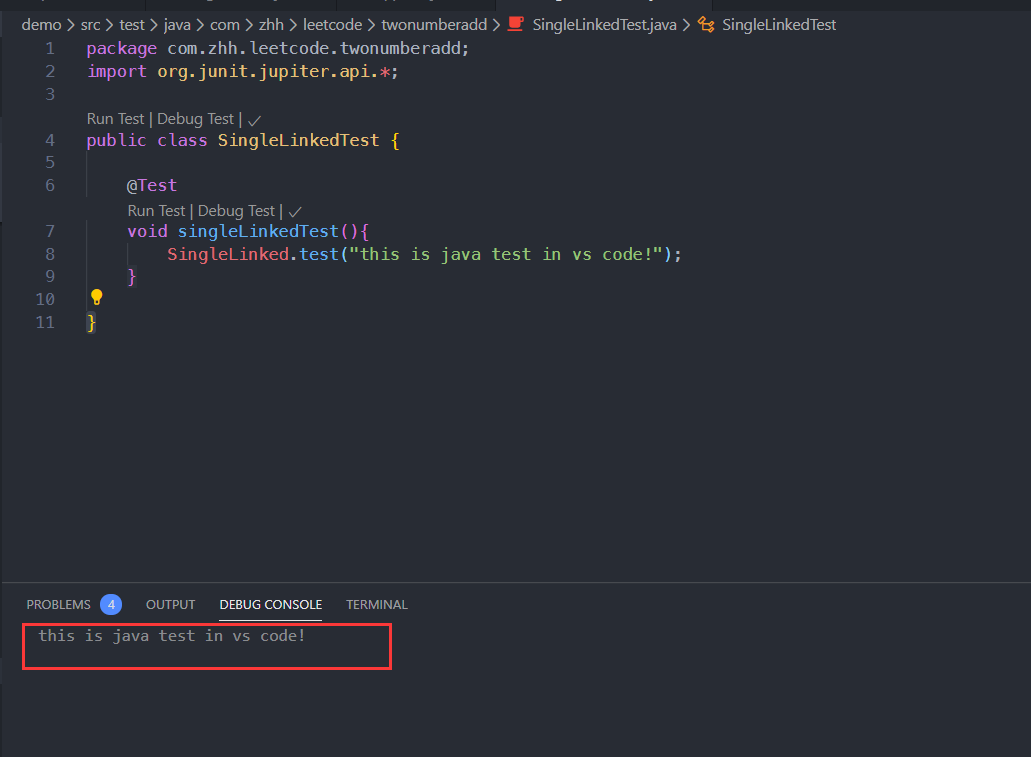 demo > src > test > java > com > zhh > leetcode > twonumberadd > SingleLinkedTest.java > SingleLinkedTest
1 package com.zhh.leetcode.twonumberadd;
2 import org.junit.jupiter.api.*;
3
Run Test | Debug Test | ✓
4 public class SingleLinkedTest {
5
6 @Test
Run Test | Debug Test | ✓
7 void singleLinkedTest(){
8 SingleLinked.test("this is java test in vs code!");
9 }
10
11 }
PROBLEMS 4 OUTPUT DEBUG CONSOLE TERMINAL
this is java test in vs code!